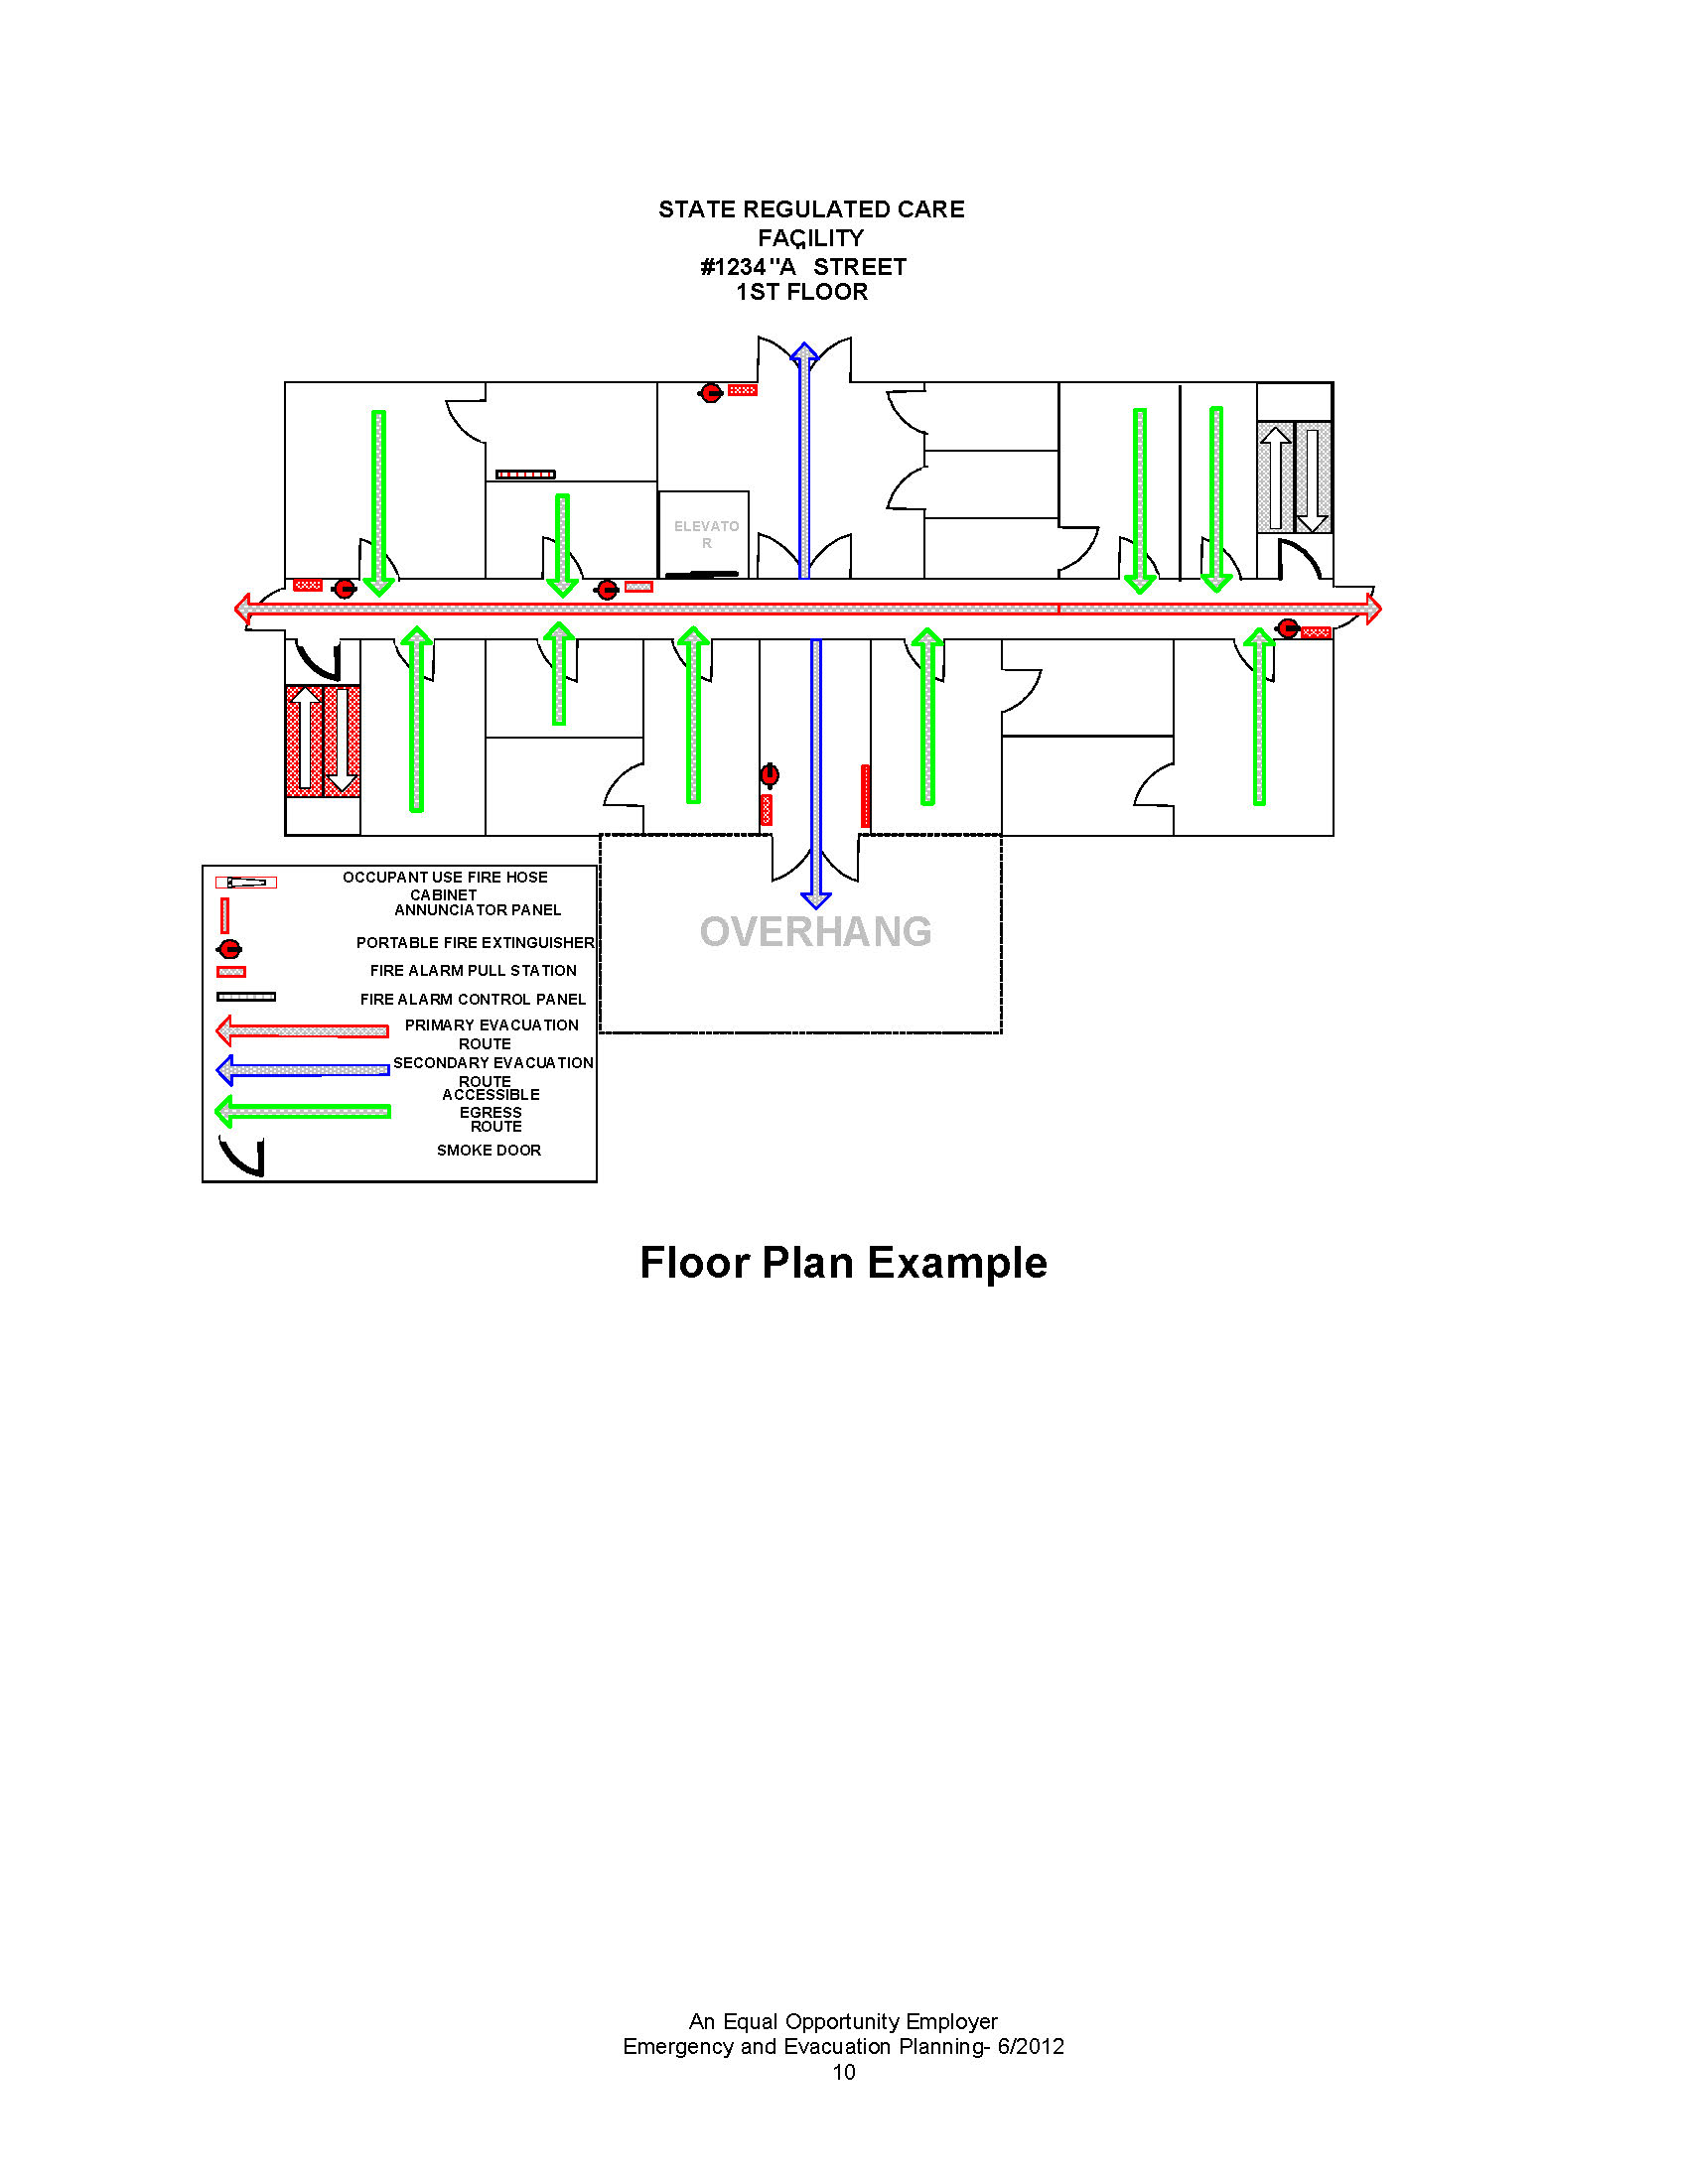 STATE REGULATED CARE
FACILITY
#1234 "A" STREET
1ST FLOOR
ELEVATO
R
OVERHANG
OCCUPANT USE FIRE HOSE
CABINET
ANNUNCIATOR PANEL
PORTABLE FIRE EXTINGUISHER
FIRE ALARM PULL STATION
FIRE ALARM CONTROL PANEL
PRIMARY EVACUATION
ROUTE
SECONDARY EVACUATION
ROUTE
ACCESSIBLE
EGRESS
ROUTE
SMOKE DOOR
Floor Plan Example
An Equal Opportunity Employer
Emergency and Evacuation Planning- 6/2012
10